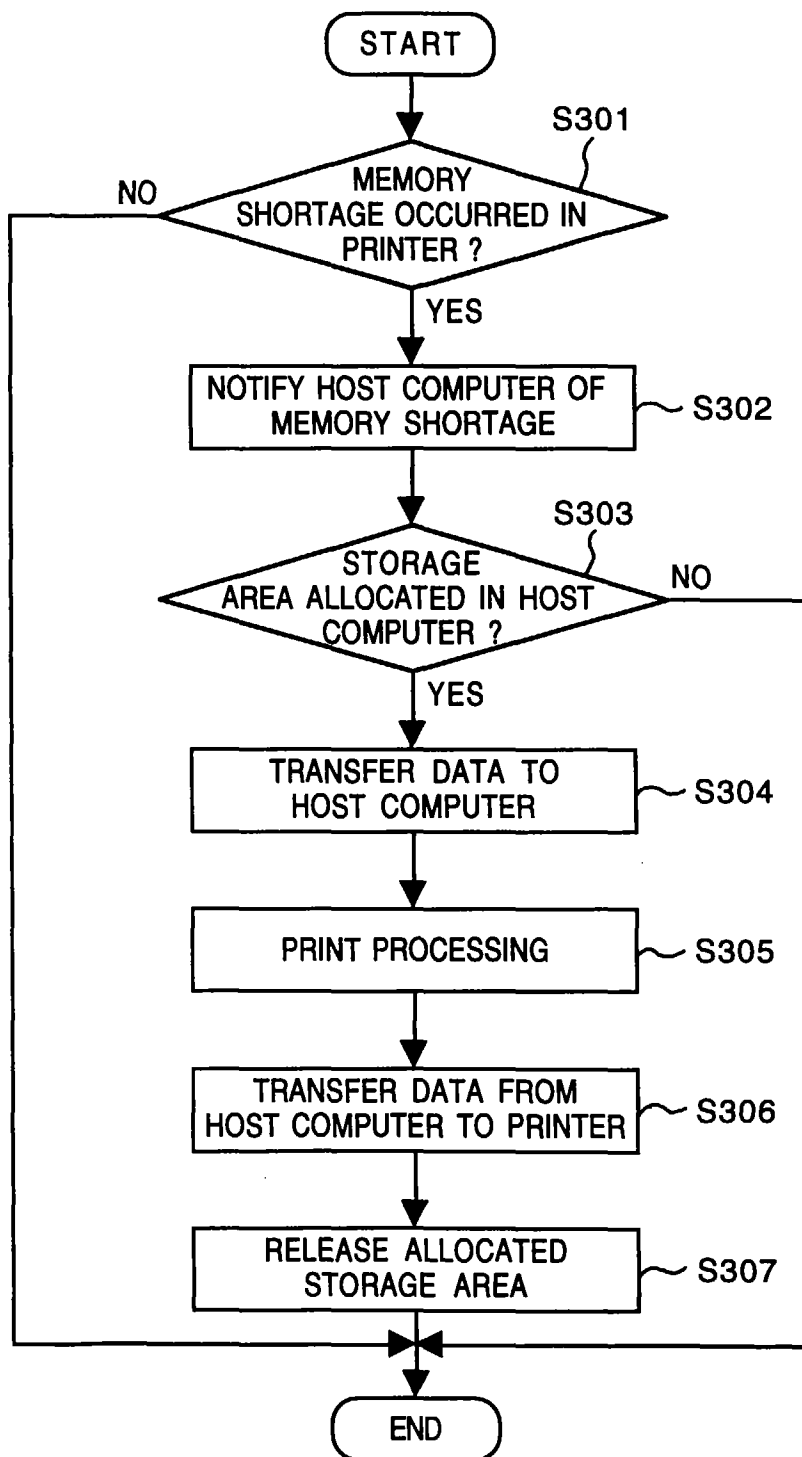 START
S301
NO
MEMORY
SHORTAGE OCCURRED IN
PRINTER ?
YES
NOTIFY HOST COMPUTER OF
MEMORY SHORTAGE
S302
S303
STORAGE
AREA ALLOCATED IN HOST
COMPUTER ?
NO
YES
TRANSFER DATA TO
HOST COMPUTER
S304
PRINT PROCESSING
S305
TRANSFER DATA FROM
HOST COMPUTER TO PRINTER
S306
RELEASE ALLOCATED
STORAGE AREA
S307
END